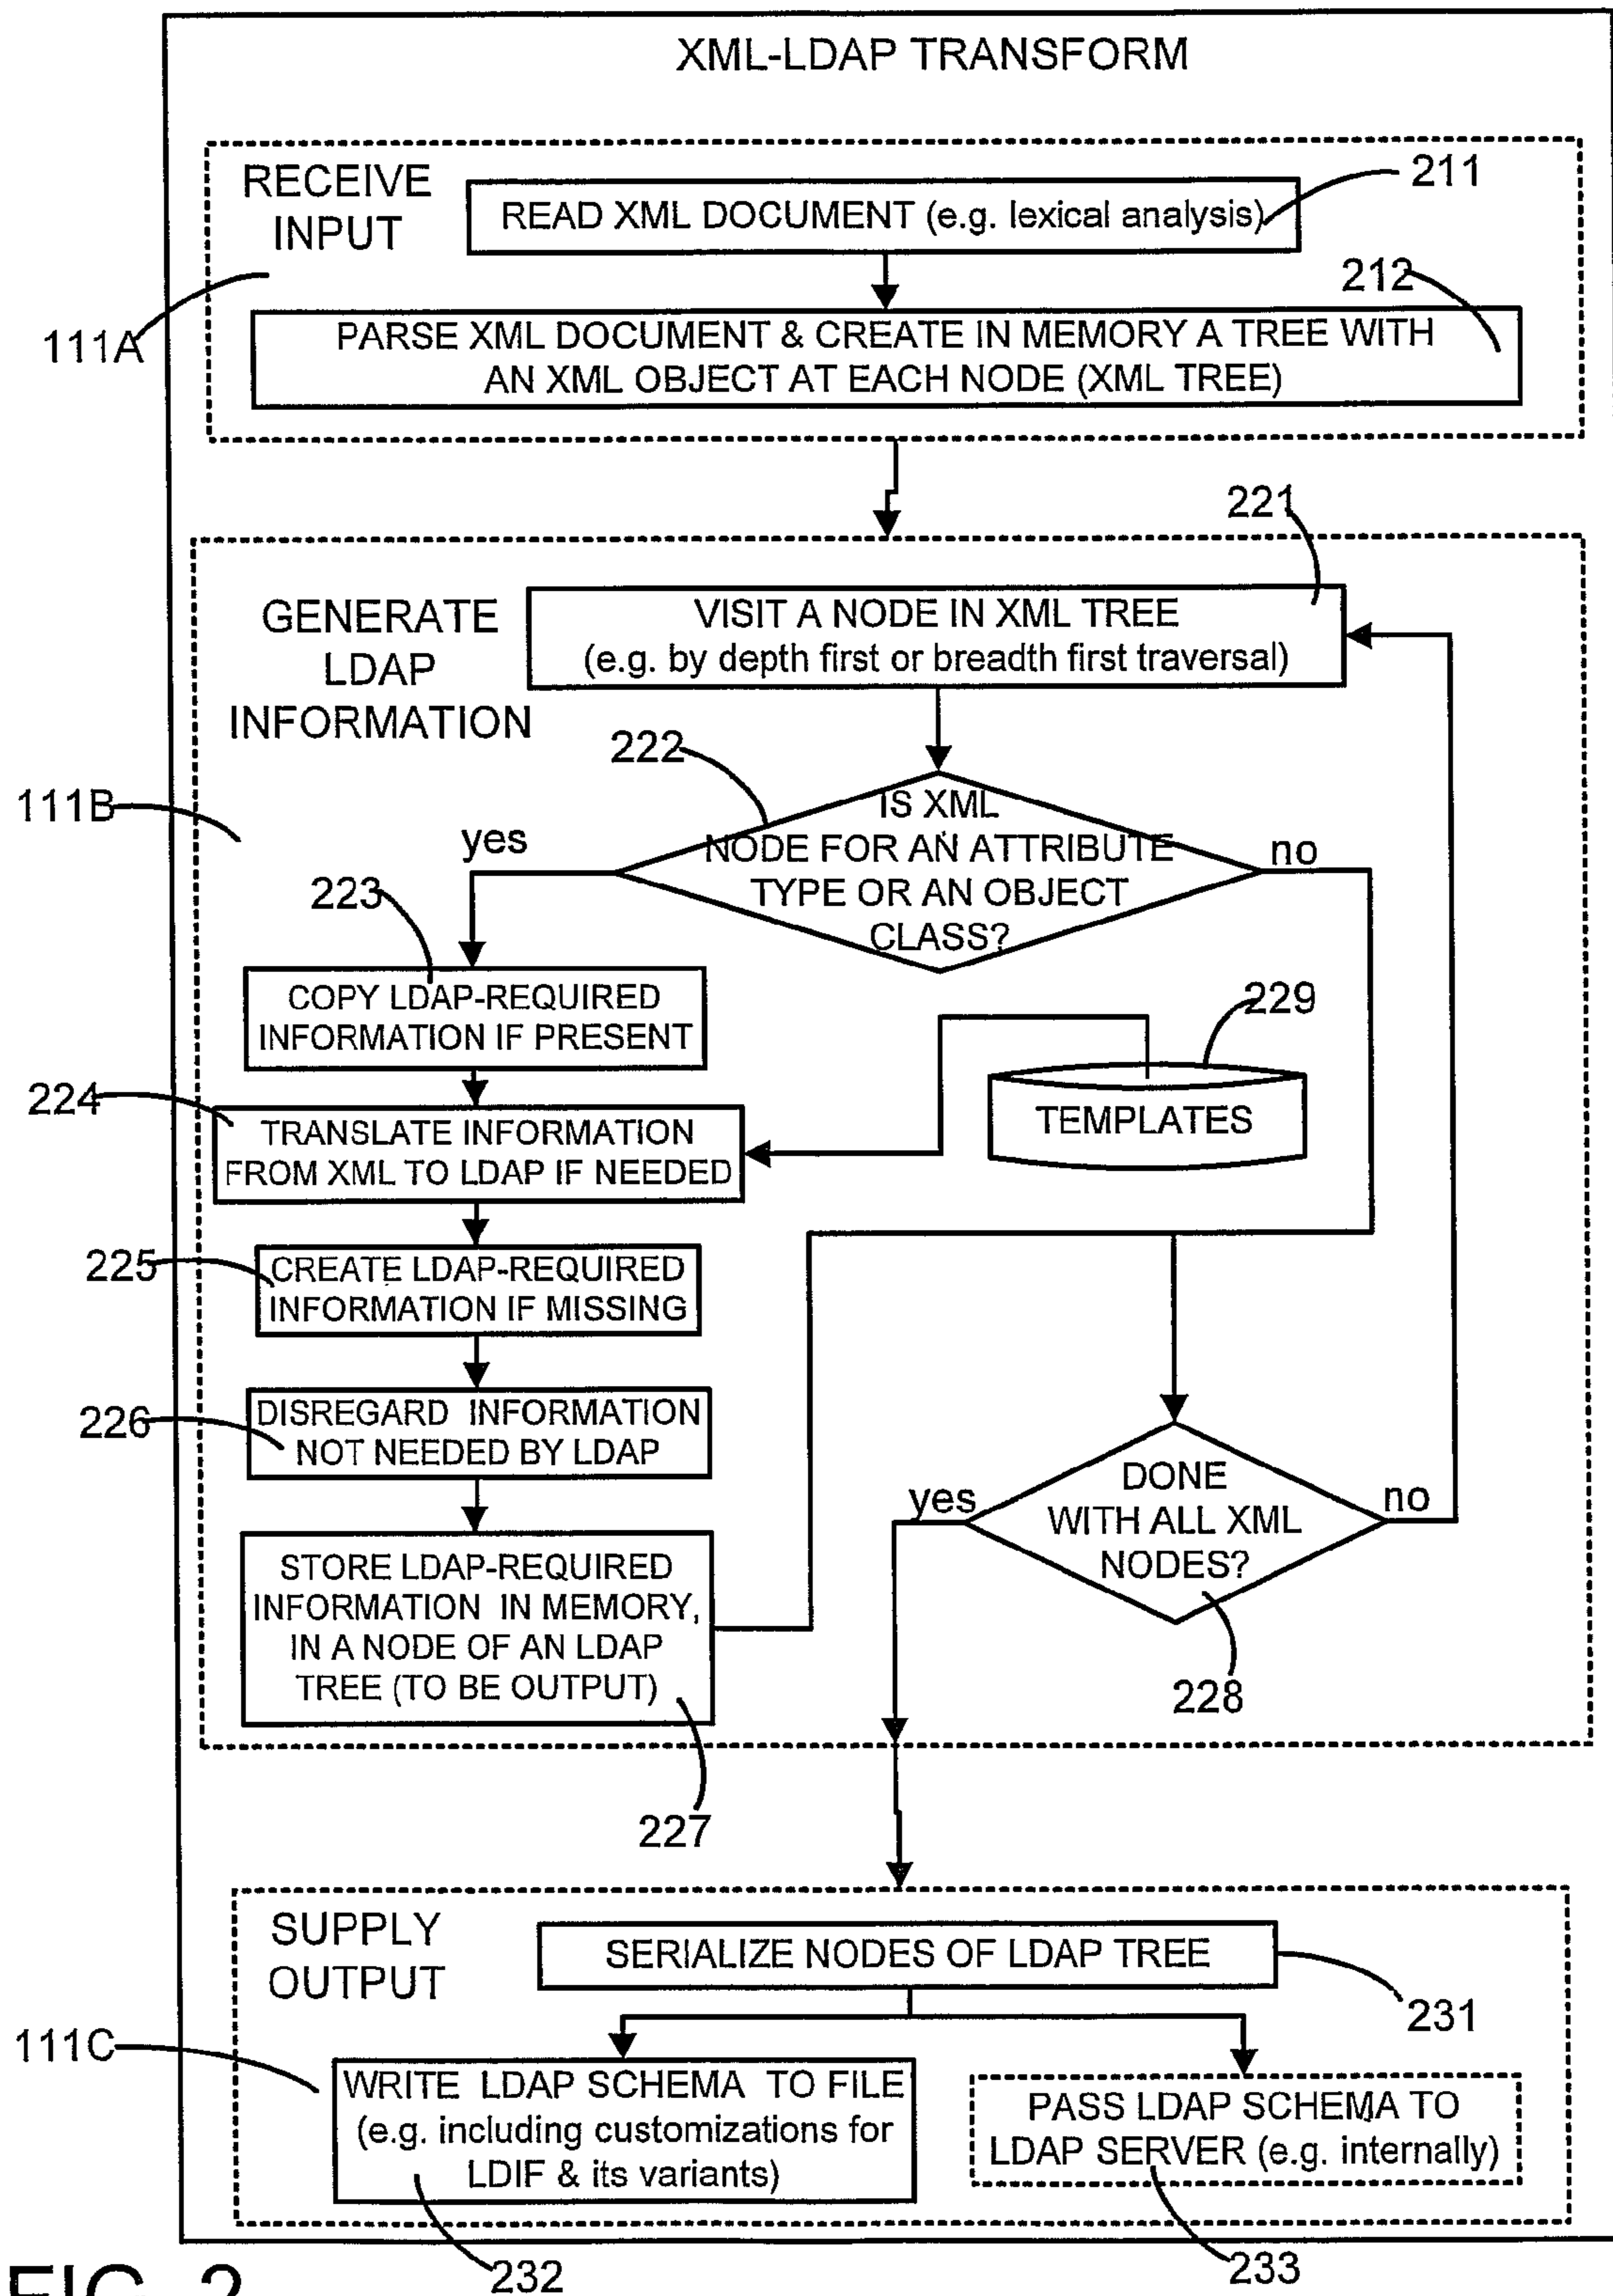 XML-LDAP TRANSFORM
RECEIVE
INPUT
READ XML DOCUMENT (e.g. lexical analysis)
211
212
111A
PARSE XML DOCUMENT & CREATE IN MEMORY A TREE WITH
AN XML OBJECT AT EACH NODE (XML TREE)
221
GENERATE
LDAP
INFORMATION
VISIT A NODE IN XML TREE
(e.g. by depth first or breadth first traversal)
222
111B
yes
IS XML
NODE FOR AN ATTRIBUTE
TYPE OR AN OBJECT
CLASS?
no
223
COPY LDAP-REQUIRED
INFORMATION IF PRESENT
229
TEMPLATES
224
TRANSLATE INFORMATION
FROM XML TO LDAP IF NEEDED
225
CREATE LDAP-REQUIRED
INFORMATION IF MISSING
226
DISREGARD INFORMATION
NOT NEEDED BY LDAP
yes
DONE
WITH ALL XML
NODES?
no
228
STORE LDAP-REQUIRED
INFORMATION IN MEMORY,
IN A NODE OF AN LDAP
TREE (TO BE OUTPUT)
227
SUPPLY
OUTPUT
SERIALIZE NODES OF LDAP TREE
231
111C
WRITE LDAP SCHEMA TO FILE
(e.g. including customizations for
LDIF & its variants)
PASS LDAP SCHEMA TO
LDAP SERVER (e.g. internally)
232
233
FIG. 2